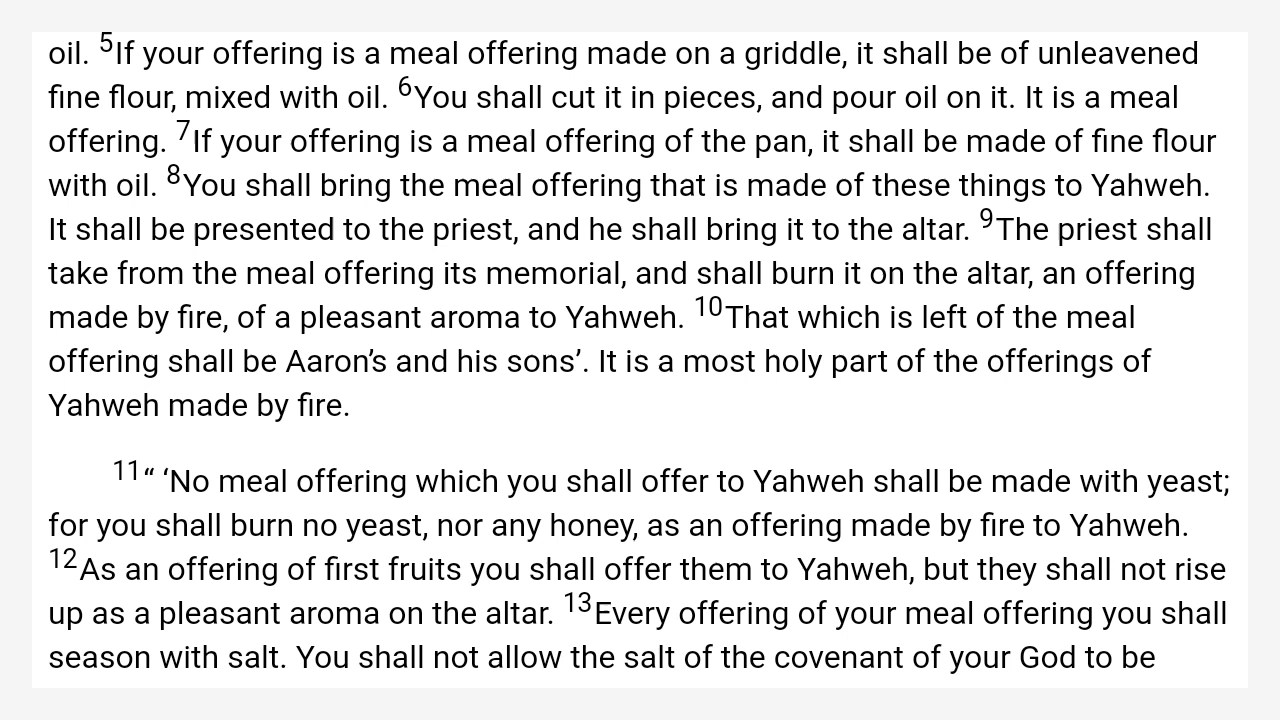 oil. 5If your offering is a meal offering made on a griddle, it shall be of unleavened
fine flour, mixed with oil. 6You shall cut it in pieces, and pour oil on it. It is a meal
offering. 7If your offering is a meal offering of the pan, it shall be made of fine flour
with oil. 8You shall bring the meal offering that is made of these things to Yahweh.
It shall be presented to the priest, and he shall bring it to the altar. 9The priest shall
take from the meal offering its memorial, and shall burn it on the altar, an offering
made by fire, of a pleasant aroma to Yahweh. 10That which is left of the meal
offering shall be Aaron’s and his sons’. It is a most holy part of the offerings of
Yahweh made by fire.
11“ ‘No meal offering which you shall offer to Yahweh shall be made with yeast;
for you shall burn no yeast, nor any honey, as an offering made by fire to Yahweh.
12As an offering of first fruits you shall offer them to Yahweh, but they shall not rise
up as a pleasant aroma on the altar. 13Every offering of your meal offering you shall
season with salt. You shall not allow the salt of the covenant of your God to be